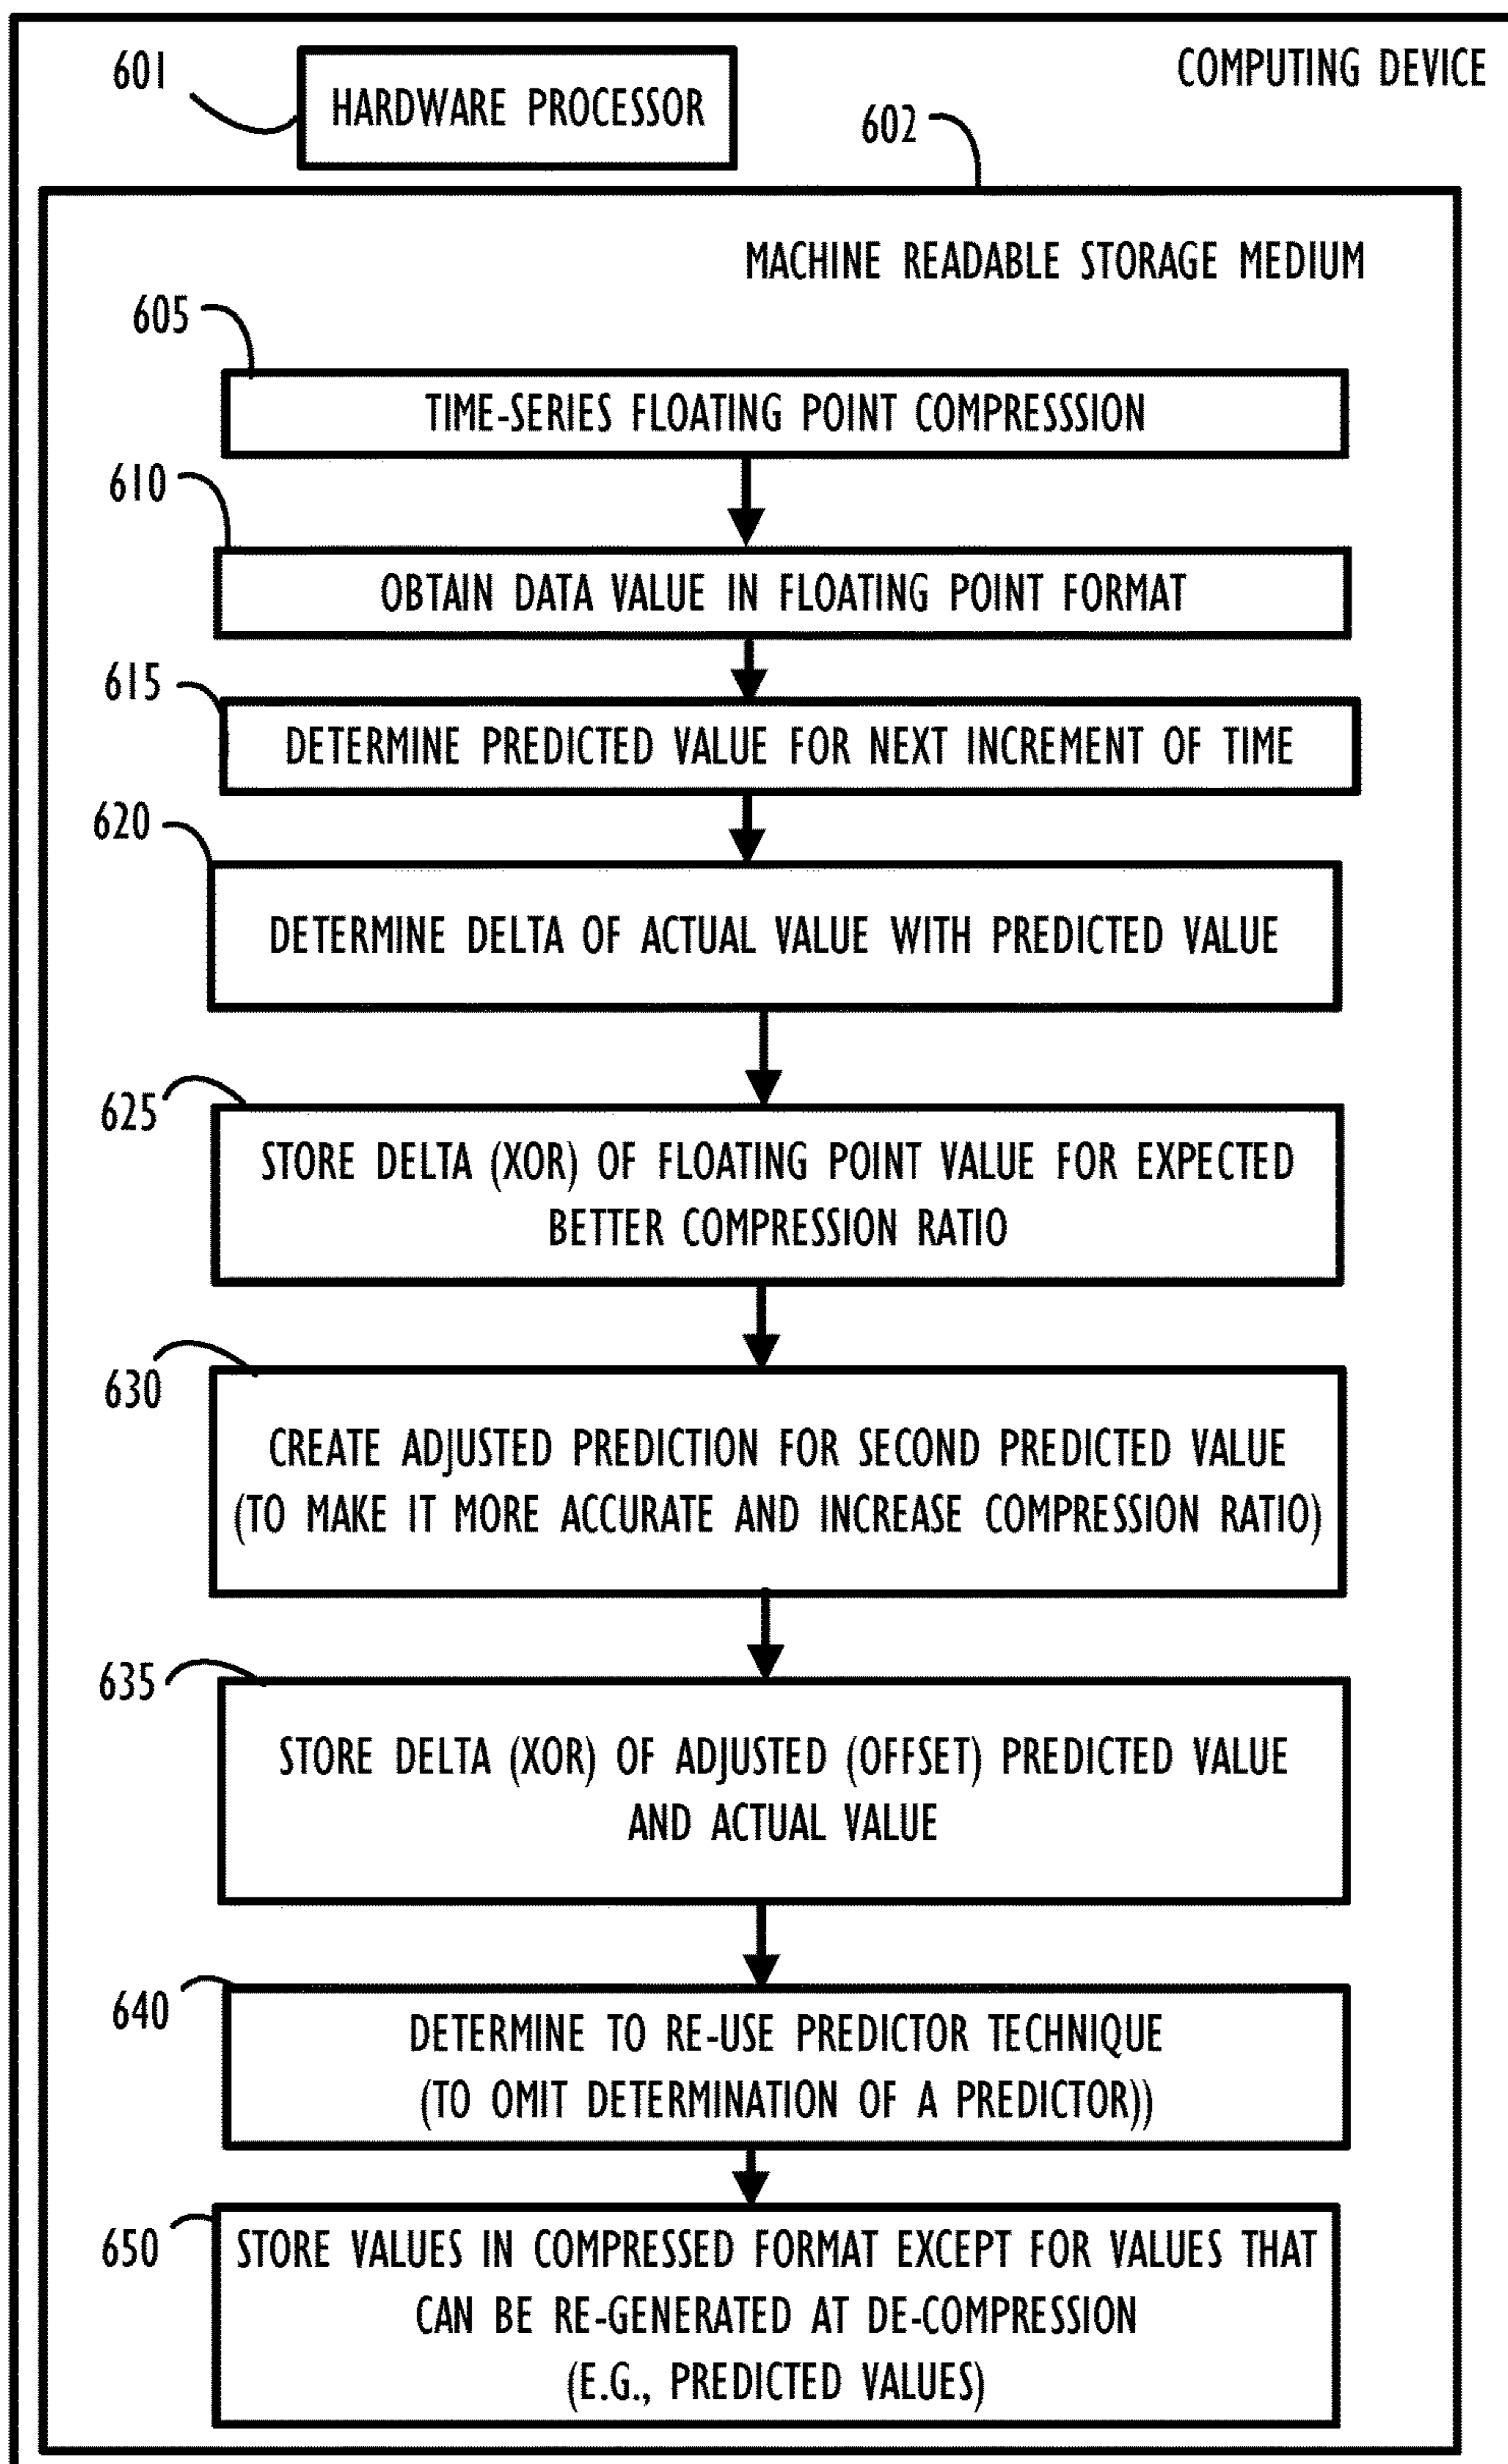 601
HARDWARE PROCESSOR
COMPUTING DEVICE
602
MACHINE READABLE STORAGE MEDIUM
605
TIME-SERIES FLOATING POINT COMPRESSSION
610
OBTAIN DATA VALUE IN FLOATING POINT FORMAT
615
DETERMINE PREDICTED VALUE FOR NEXT INCREMENT OF TIME
620
DETERMINE DELTA OF ACTUAL VALUE WITH PREDICTED VALUE
625
STORE DELTA (XOR) OF FLOATING POINT VALUE FOR EXPECTED
BETTER COMPRESSION RATIO
630
CREATE ADJUSTED PREDICTION FOR SECOND PREDICTED VALUE
(TO MAKE IT MORE ACCURATE AND INCREASE COMPRESSION RATIO)
635
STORE DELTA (XOR) OF ADJUSTED (OFFSET) PREDICTED VALUE
AND ACTUAL VALUE
640
DETERMINE TO RE-USE PREDICTOR TECHNIQUE
(TO OMIT DETERMINATION OF A PREDICTOR))
650
STORE VALUES IN COMPRESSED FORMAT EXCEPT FOR VALUES THAT
CAN BE RE-GENERATED AT DE-COMPRESSION
(E.G., PREDICTED VALUES)